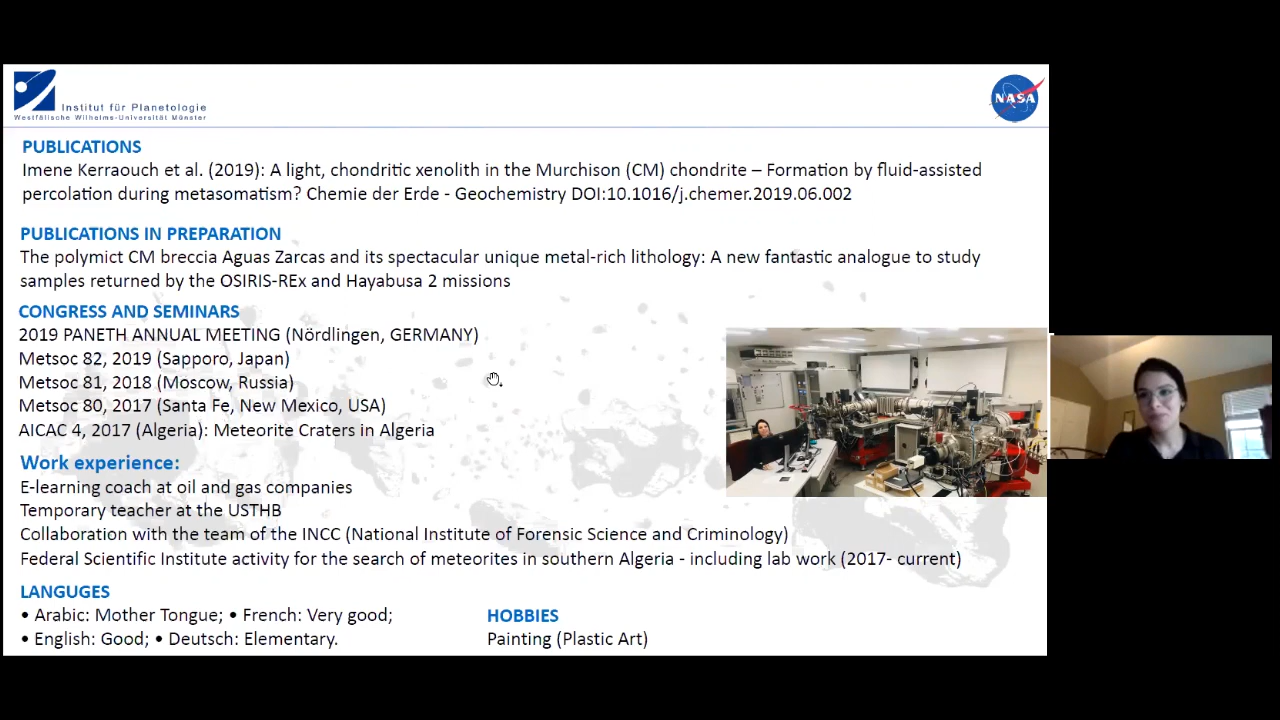 Institut für Planetologie
Westfälische Wilhelms-Universität Münster
NASA
PUBLICATIONS
Imene Kerraouch et al. (2019): A light, chondritic xenolith in the Murchison (CM) chondrite – Formation by fluid-assisted
percolation during metasomatism? Chemie der Erde - Geochemistry DOI:10.1016/j.chemer.2019.06.002
PUBLICATIONS IN PREPARATION
The polymict CM breccia Aguas Zarcas and its spectacular unique metal-rich lithology: A new fantastic analogue to study
samples returned by the OSIRIS-REx and Hayabusa 2 missions
CONGRESS AND SEMINARS
2019 PANETH ANNUAL MEETING (Nördlingen, GERMANY)
Metsoc 82, 2019 (Sapporo, Japan)
Metsoc 81, 2018 (Moscow, Russia)
Metsoc 80, 2017 (Santa Fe, New Mexico, USA)
AICAC 4, 2017 (Algeria): Meteorite Craters in Algeria
Work experience:
E-learning coach at oil and gas companies
Temporary teacher at the USTHB
Collaboration with the team of the INCC (National Institute of Forensic Science and Criminology)
Federal Scientific Institute activity for the search of meteorites in southern Algeria - including lab work (2017- current)
LANGUGES
• Arabic: Mother Tongue; • French: Very good;
• English: Good; • Deutsch: Elementary.
HOBBIES
Painting (Plastic Art)